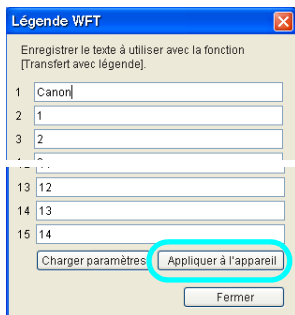 Légende WFT
Enregistrer le texte à utiliser avec la fonction
[Transfert avec légende].
1 Canon
2 1
3 2
13 12
14 13
15 14
Charger paramètres Appliquer à l'appareil
Fermer